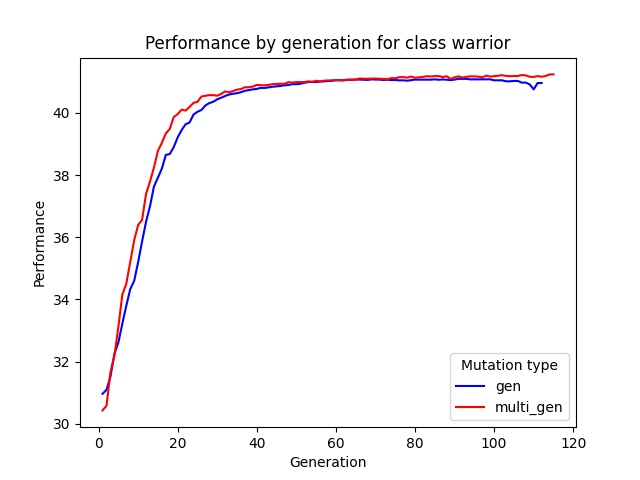 Performance by generation for class warrior
Performance
40
38
36
34
32
30
0 20 40 60 80 100 120
Generation
Mutation type
gen
multi_gen